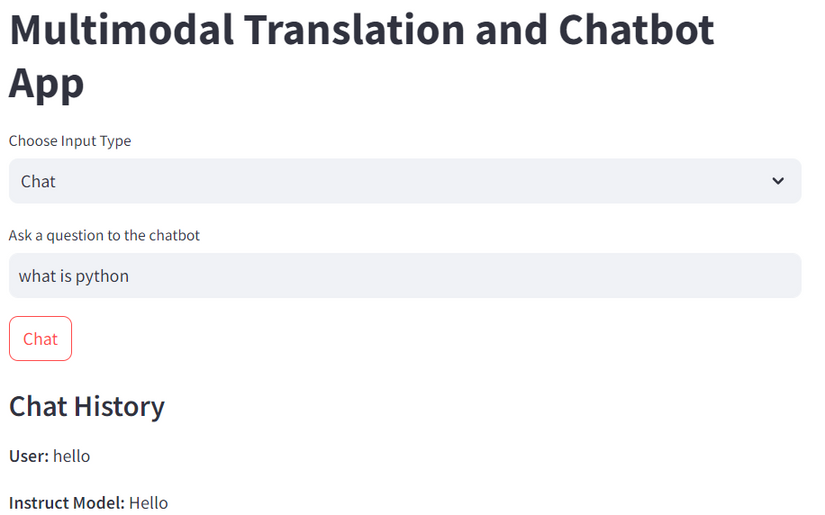 Multimodal Translation and Chatbot
App
Choose Input Type
Chat
Ask a question to the chatbot
what is python
Chat
Chat History
User: hello
Instruct Model: Hello